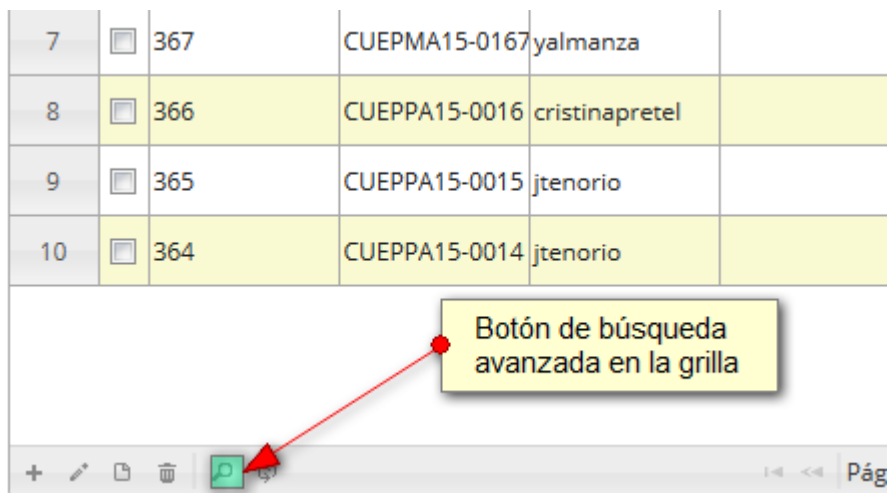 7 367 CUEPMA15-0167 yalmanza
8 366 CUEPPA15-0016 cristinapretel
9 365 CUEPPA15-0015 jtenorio
10 364 CUEPPA15-0014 jtenorio
Botón de búsqueda
avanzada en la grilla
Pág